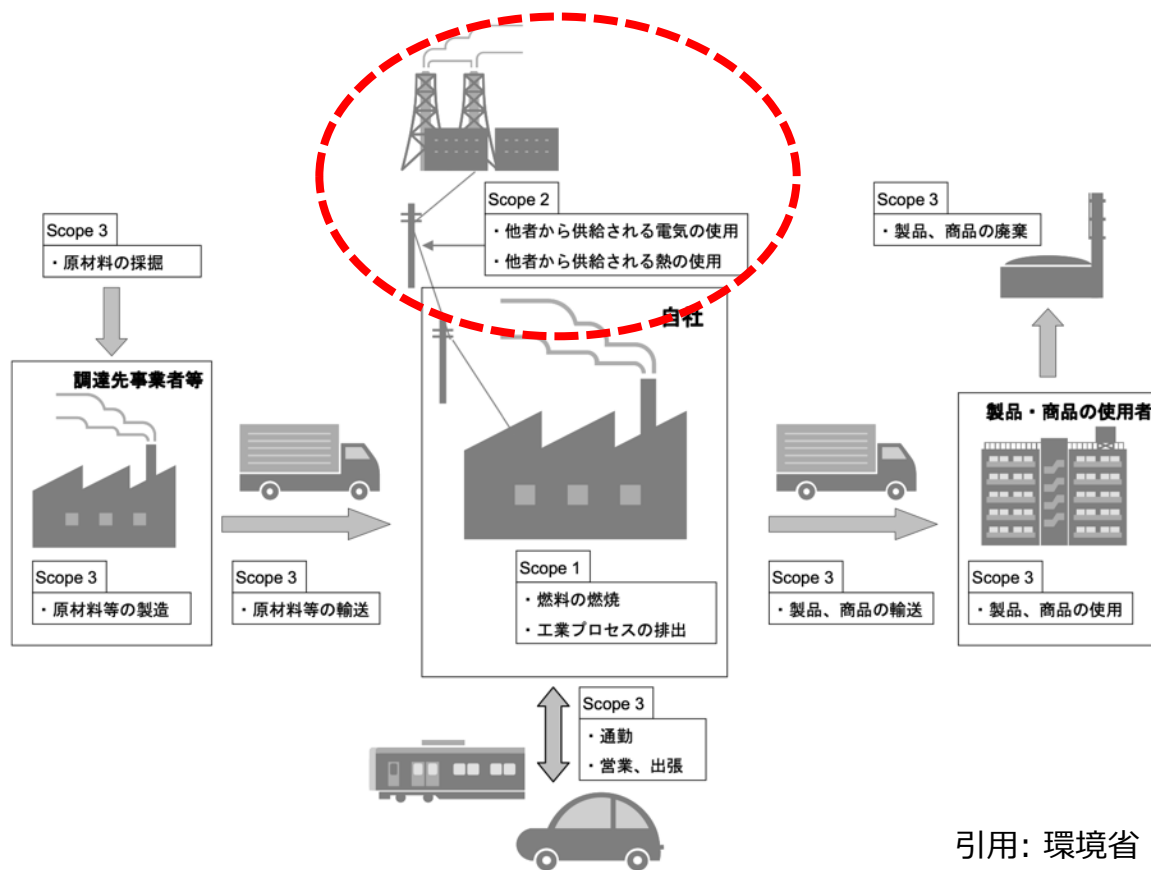 Scope 2
・他者から供給される電気の使用
・他者から供給される熱の使用
Scope 3
・製品、商品の廃棄
Scope 3
・原材料の採掘
自社
調達先事業者等
製品・商品の使用者
Scope 3
・原材料等の製造
Scope 3
・原材料等の輸送
Scope 1
・燃料の燃焼
・工業プロセスの排出
Scope 3
・製品、商品の輸送
Scope 3
・製品、商品の使用
Scope 3
・通勤
・営業、出張
引用: 環境省